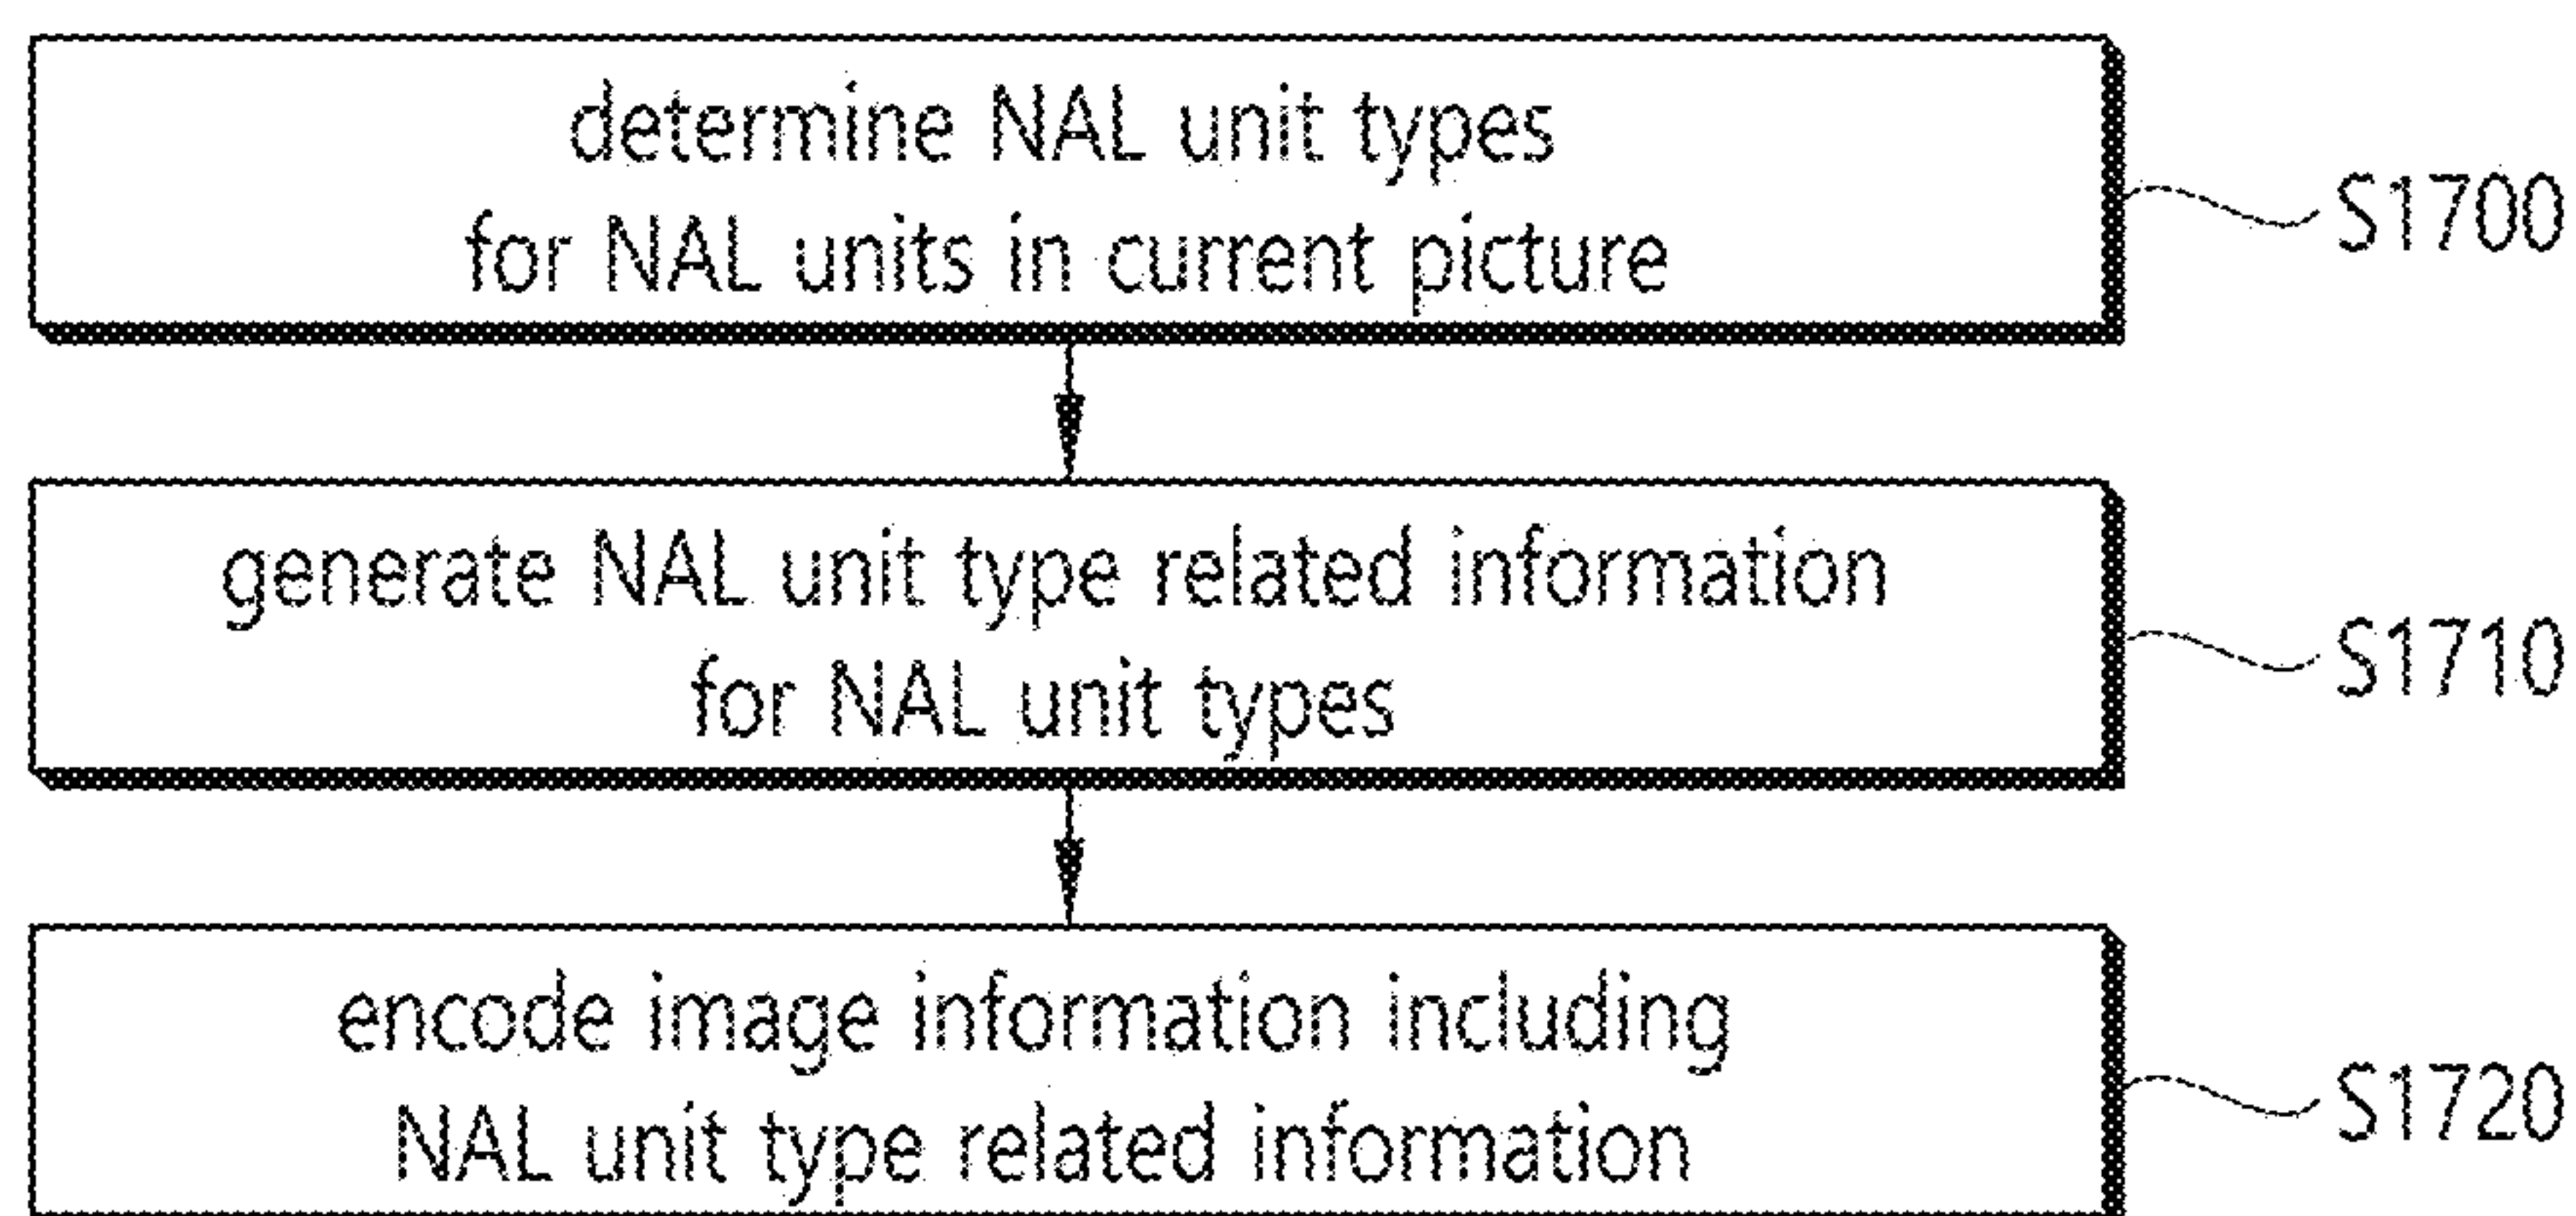 determine NAL unit types
for NAL units in current picture
S1700
generate NAL unit type related information
for NAL unit types
S1710
encode image information including
NAL unit type related information
S1720